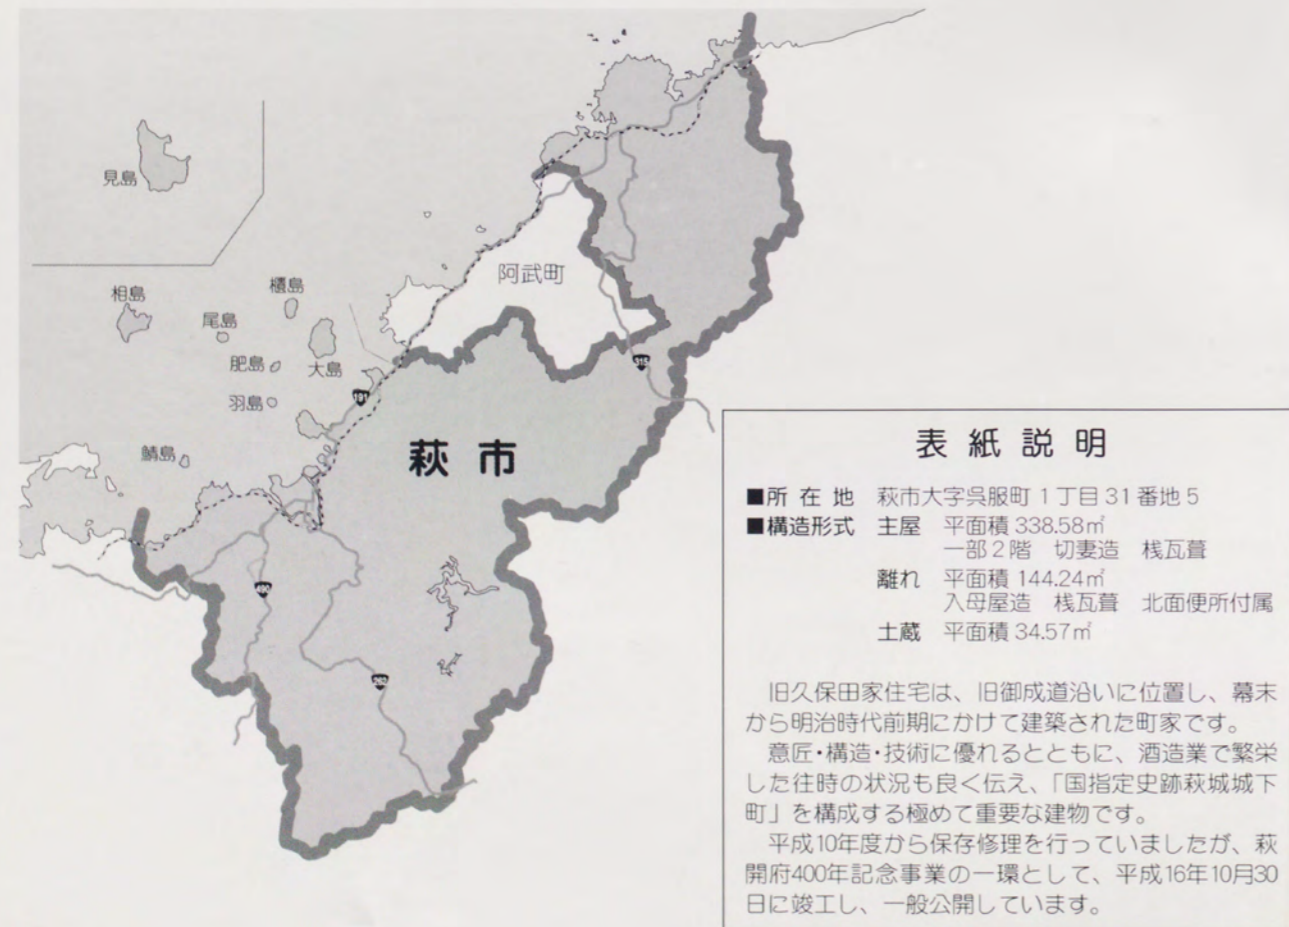 見島
相島
櫃島
尾島
肥島
大島
羽島
鯖島
阿武町
萩市
191
315
490
262
表紙説明
■所在地 萩市大字呉服町1丁目31番地5
■構造形式 主屋 平面積 338.58㎡
一部2階 切妻造 桟瓦葺
離れ 平面積 144.24㎡
入母屋造 桟瓦葺 北面便所付属
土蔵 平面積 34.57㎡
旧久保田家住宅は、旧御成道沿いに位置し、幕末
から明治時代前期にかけて建築された町家です。
意匠・構造・技術に優れるとともに、酒造業で繁栄
した往時の状況も良く伝え、「国指定史跡萩城城下
町」を構成する極めて重要な建物です。
平成10年度から保存修理を行っていましたが、萩
開府400年記念事業の一環として、平成16年10月30
日に竣工し、一般公開しています。